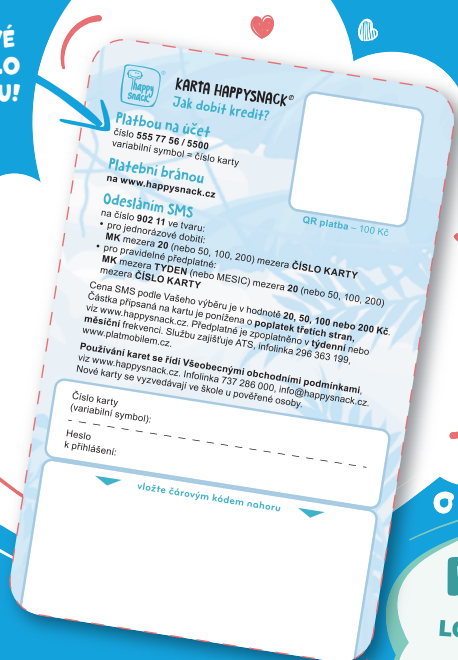 VÉ
LO
U!
happy
snack®
KARTA HAPPYSNACK®
Jak dobít kredit?
Platbou na účet
číslo 555 77 56 / 5500
variabilní symbol = číslo karty
Platební bránou
na www.happysnack.cz
Odesláním SMS
na číslo 902 11 ve tvaru:
• pro jednorázové dobití:
MK mezera 20 (nebo 50, 100, 200) mezera ČÍSLO KARTY
• pro pravidelné předplatné:
MK mezera TYDEN (nebo MESIC) mezera 20 (nebo 50, 100, 200)
mezera ČÍSLO KARTY
QR platba – 100 Kč
Cena SMS podle Vašeho výběru je v hodnotě 20, 50, 100 nebo 200 Kč.
Částka připsaná na kartu je ponížena o poplatek třetích stran,
viz www.happysnack.cz. Předplatné je zpoplatněno v týdenní nebo
měsíční frekvenci. Službu zajišťuje ATS, infolinka 296 363 199,
www.platmobilem.cz.
Používání karet se řídí Všeobecnými obchodními podmínkami,
viz www.happysnack.cz. Infolinka 737 286 000, info@happysnack.cz.
Nové karty se vyzvedávají ve škole u pověřené osoby.
Číslo karty
(variabilní symbol):
Heslo
k přihlášení:
vložte čárovým kódem nahoru
LO